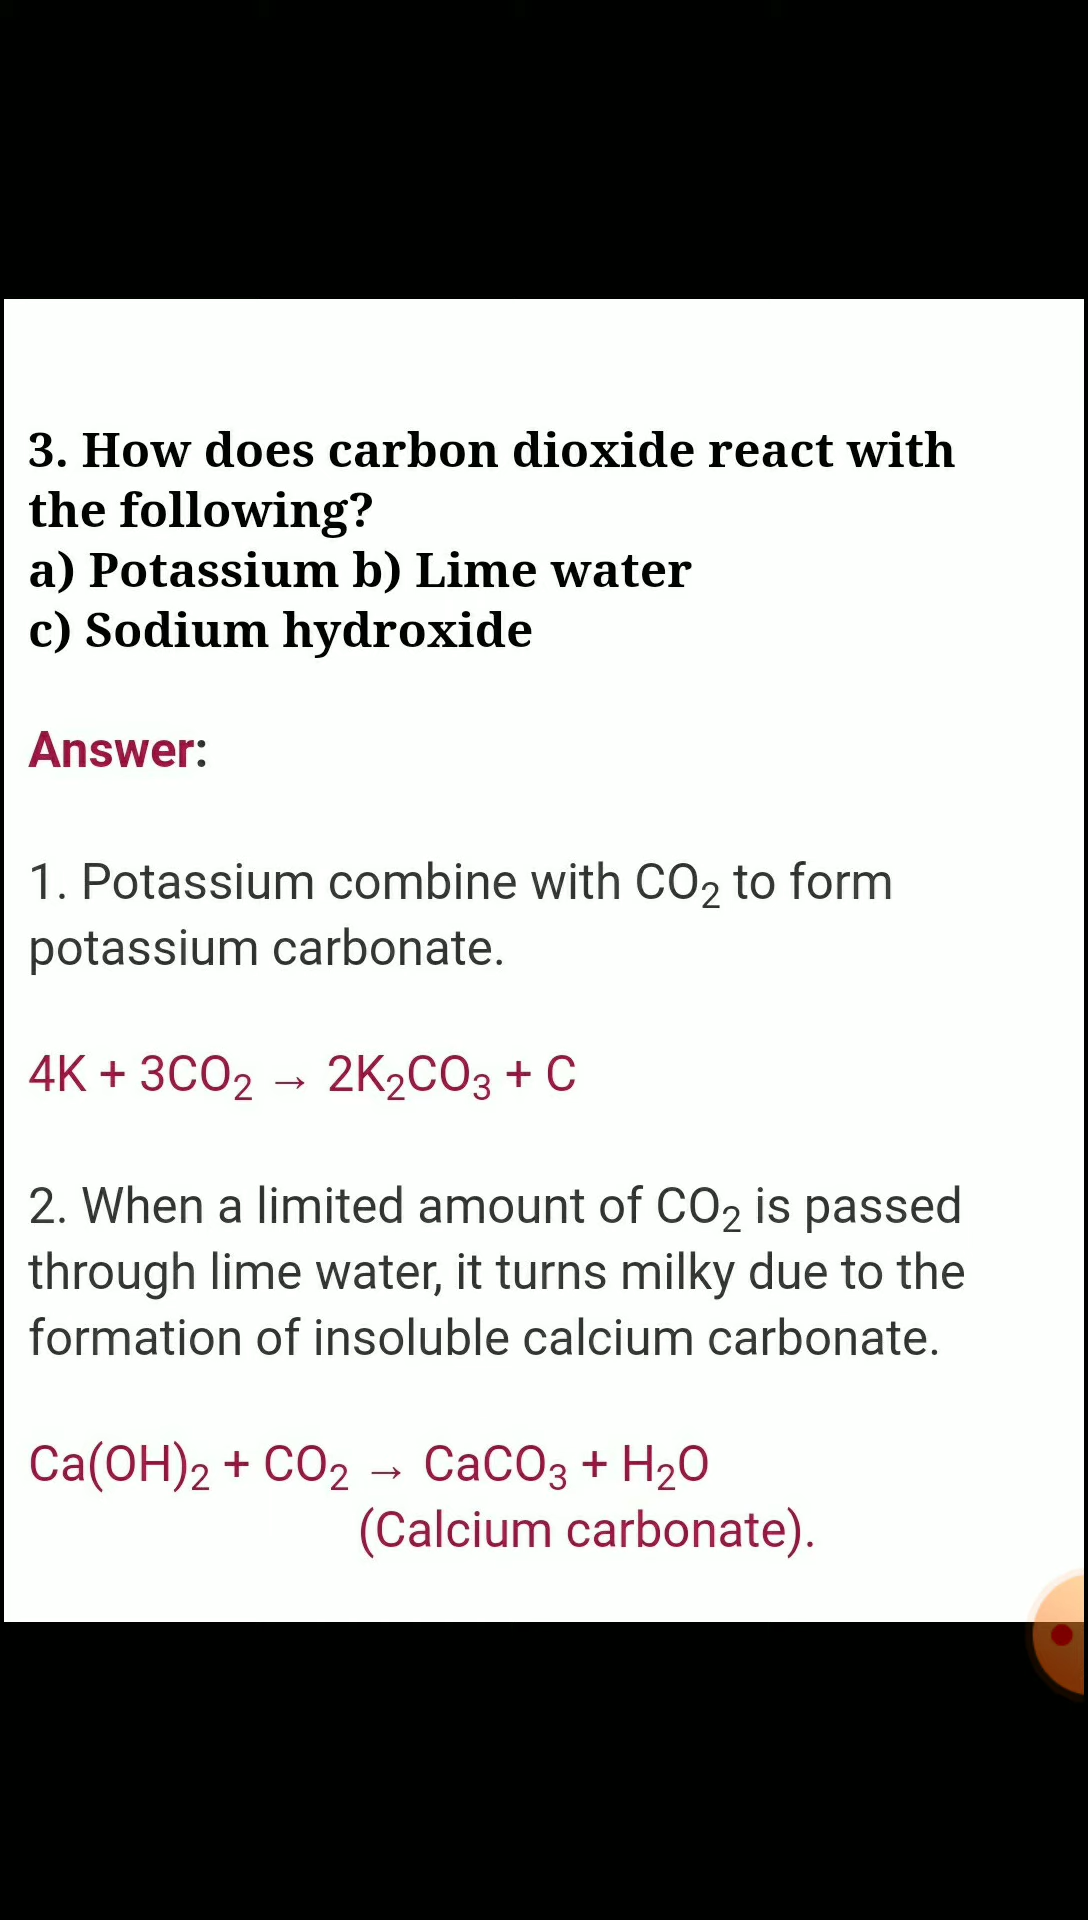 3. How does carbon dioxide react with
the following?
a) Potassium b) Lime water
c) Sodium hydroxide
Answer:
1. Potassium combine with CO₂ to form
potassium carbonate.
4K + 3CO₂ → 2K₂CO₃ + C
2. When a limited amount of CO₂ is passed
through lime water, it turns milky due to the
formation of insoluble calcium carbonate.
Ca(OH)₂ + CO₂ → CaCO₃ + H₂O
(Calcium carbonate).